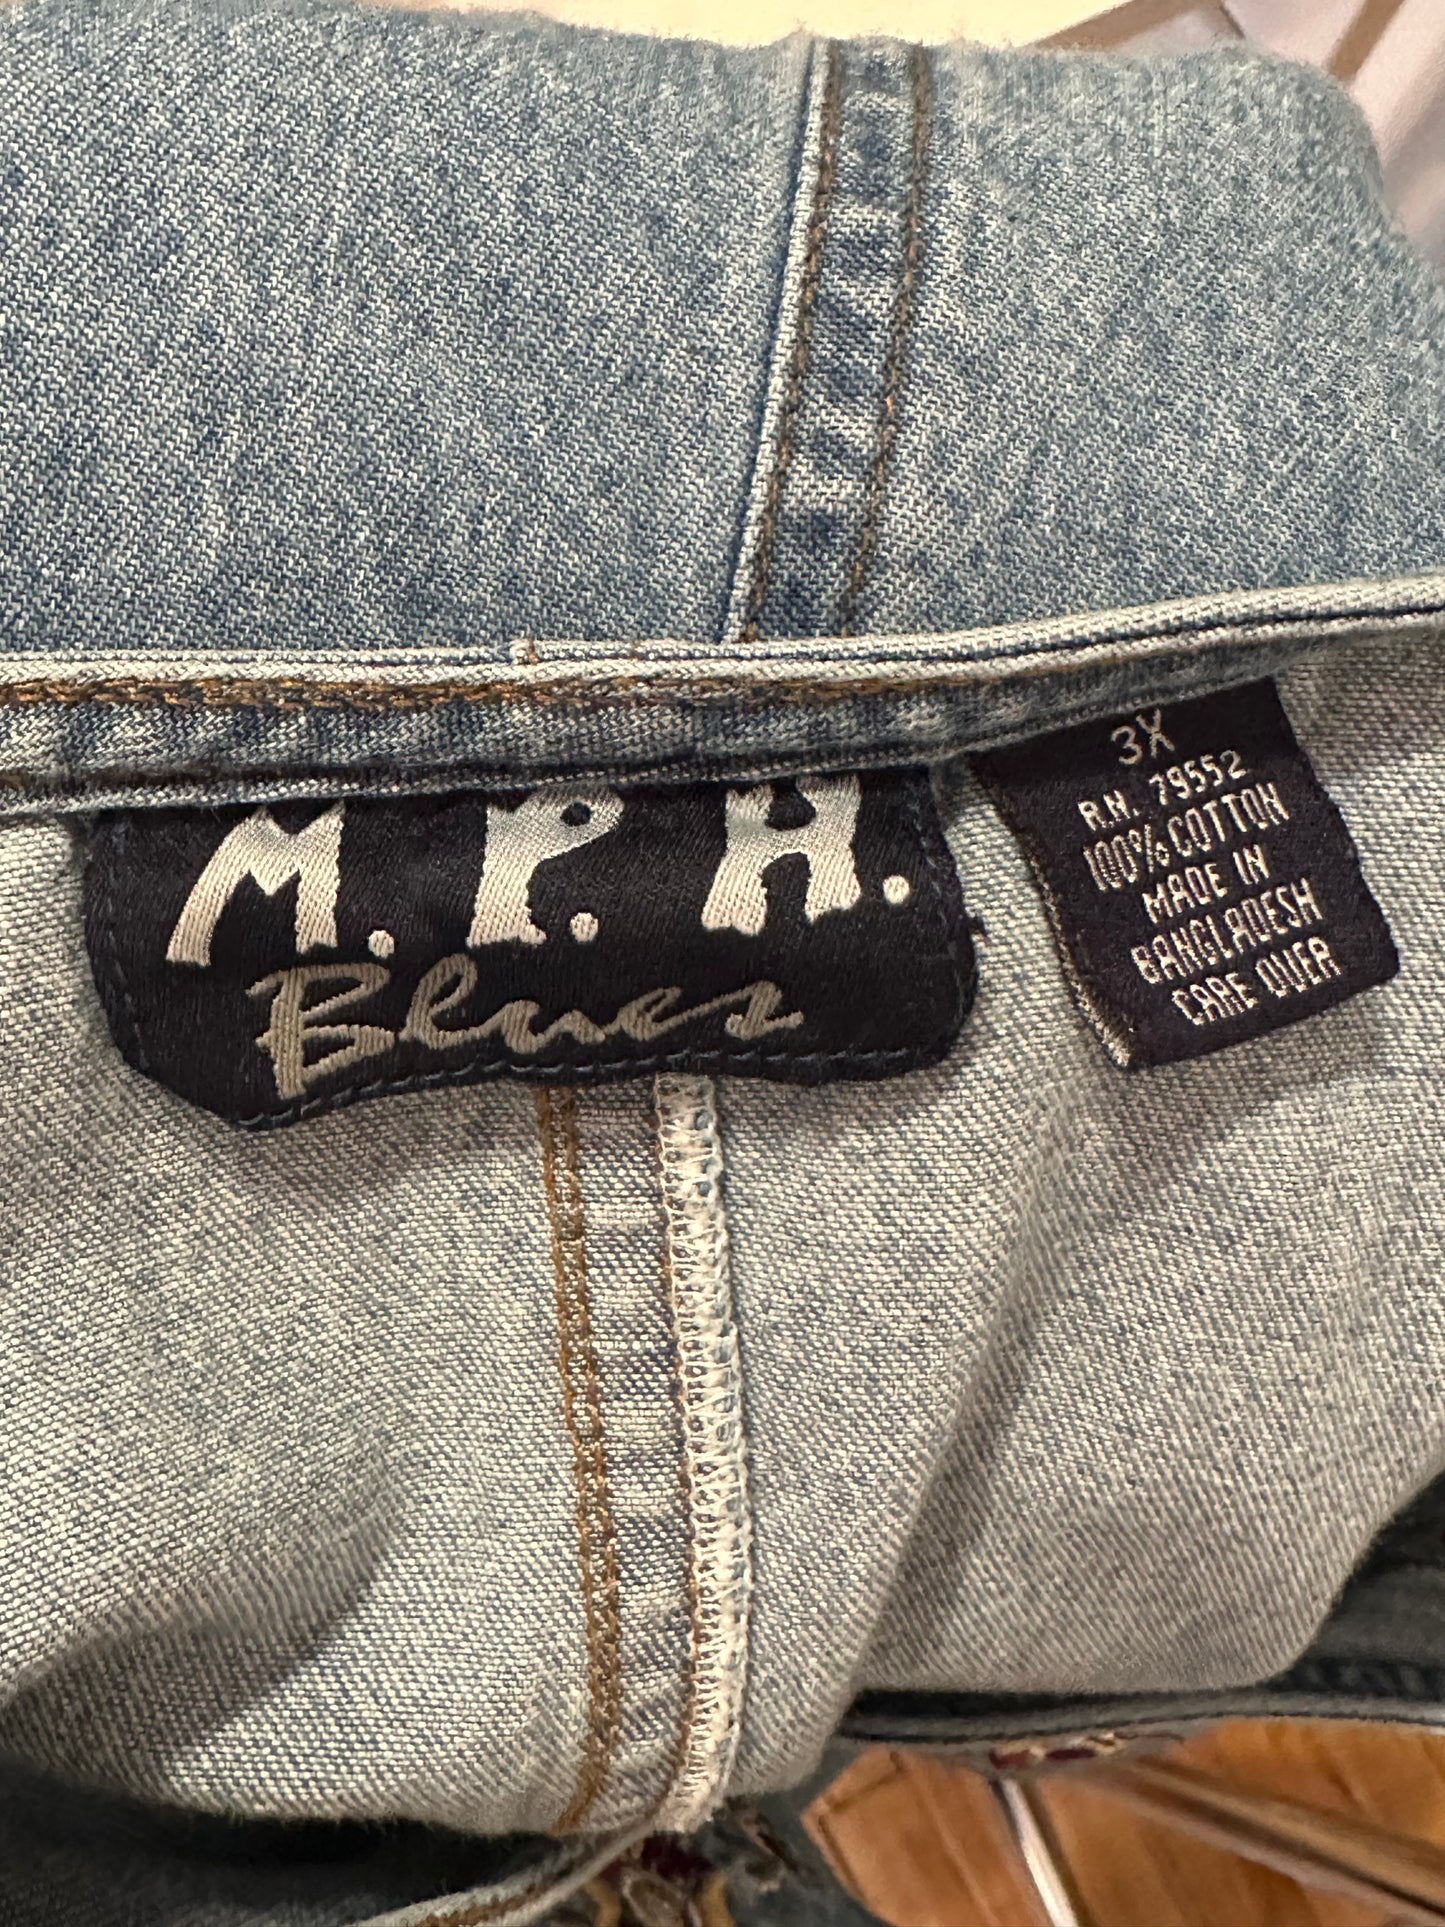 M. P. H.
Blues
3X
R.N. 79552
100% COTTON
MADE IN
BANGLADESH
CARE OVER